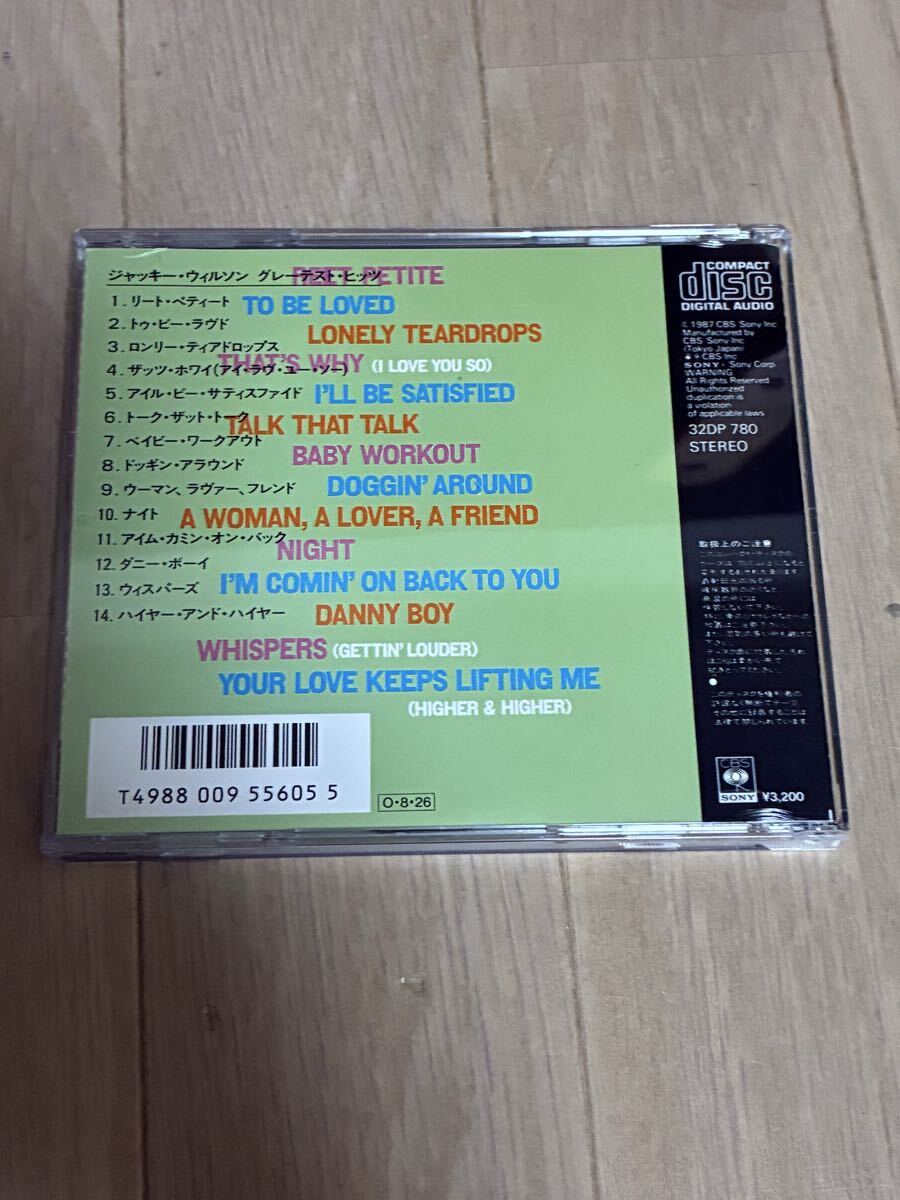 ジャッキー・ウィルソン グレーテスト・ヒッツ
1. リート・ペティート
2. トゥ・ビー・ラヴド
3. ロンリー・ティアドロップス
4. ザッツ・ホワイ(アイ・ラヴ・ユー・ソー)
5. アイル・ビー・サティスファイド
6. トーク・ザット・トーク
7. ベイビー・ワークアウト
8. ドッギン・アラウンド
9. ウーマン、ラヴァー、フレンド
10. ナイト
11. アイム・カミン・オン・バック
12. ダニー・ボーイ
13. ウィスパーズ
14. ハイヤー・アンド・ハイヤー
REET PETITE
TO BE LOVED
LONELY TEARDROPS
THAT'S WHY (I LOVE YOU SO)
I'LL BE SATISFIED
TALK THAT TALK
BABY WORKOUT
DOGGIN' AROUND
A WOMAN, A LOVER, A FRIEND
NIGHT
I'M COMIN' ON BACK TO YOU
DANNY BOY
WHISPERS (GETTIN' LOUDER)
YOUR LOVE KEEPS LIFTING ME
(HIGHER & HIGHER)
T4988 009 55605 5
O・8・26
COMPACT
disc
DIGITAL AUDIO
1987 CBS Sony Inc
Manufactured by
CBS Sony Inc
(Tokyo Japan)
CBS Inc
SONY Sony Corp
WARNING
All Rights Reserved
Unauthorized
duplication is
a violation
of applicable laws
32DP 780
STEREO
取扱上のご注意
CBS
SONY
¥3,200